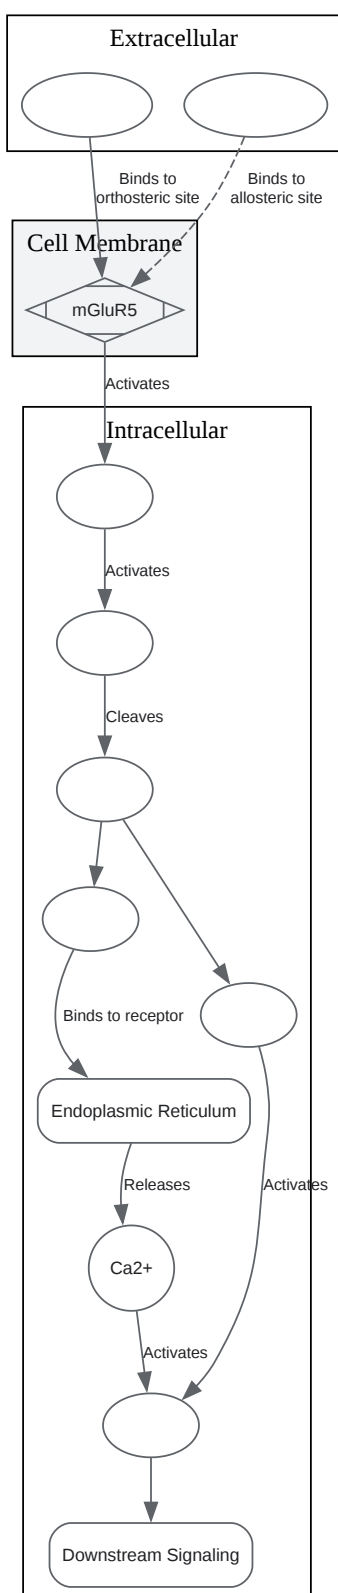 Extracellular
Binds to
orthosteric site
Binds to
allosteric site
Cell Membrane
mGluR5
Activates
Intracellular
Activates
Cleaves
Binds to receptor
Endoplasmic Reticulum
Releases
Activates
Ca2+
Activates
Downstream Signaling